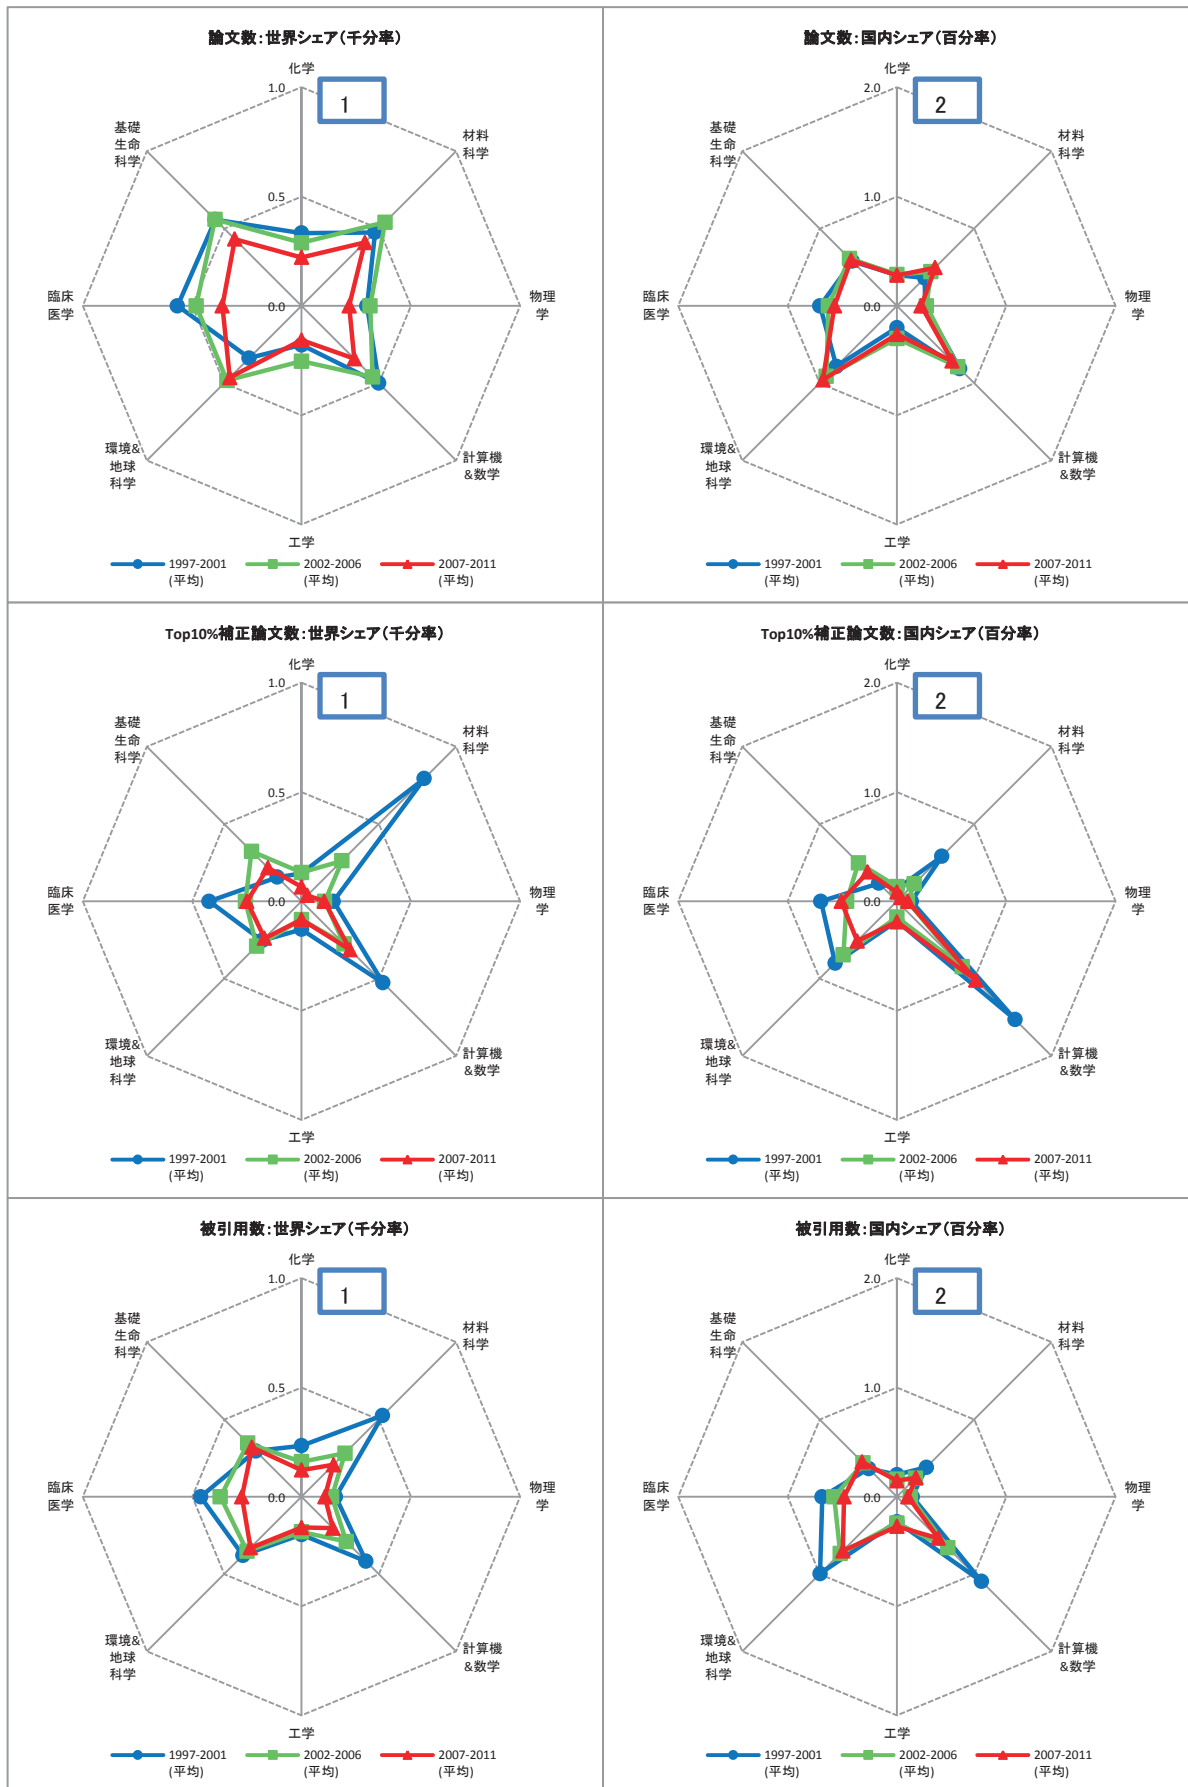 論文数：世界シェア（千分率）
化学
1.0
1
材料
科学
基礎
生命
科学
0.5
臨床
医学
0.0
物理
学
環境&
地球
科学
計算機
&数学
工学
1997-2001
(平均)
2002-2006
(平均)
2007-2011
(平均)
論文数：国内シェア（百分率）
化学
2.0
2
材料
科学
基礎
生命
科学
1.0
臨床
医学
0.0
物理
学
環境&
地球
科学
計算機
&数学
工学
1997-2001
(平均)
2002-2006
(平均)
2007-2011
(平均)
Top10%補正論文数：世界シェア（千分率）
化学
1.0
1
材料
科学
基礎
生命
科学
0.5
臨床
医学
0.0
物理
学
環境&
地球
科学
計算機
&数学
工学
1997-2001
(平均)
2002-2006
(平均)
2007-2011
(平均)
Top10%補正論文数：国内シェア（百分率）
化学
2.0
2
材料
科学
基礎
生命
科学
1.0
臨床
医学
0.0
物理
学
環境&
地球
科学
計算機
&数学
工学
1997-2001
(平均)
2002-2006
(平均)
2007-2011
(平均)
被引用数：世界シェア（千分率）
化学
1.0
1
材料
科学
基礎
生命
科学
0.5
臨床
医学
0.0
物理
学
環境&
地球
科学
計算機
&数学
工学
1997-2001
(平均)
2002-2006
(平均)
2007-2011
(平均)
被引用数：国内シェア（百分率）
化学
2.0
2
材料
科学
基礎
生命
科学
1.0
臨床
医学
0.0
物理
学
環境&
地球
科学
計算機
&数学
工学
1997-2001
(平均)
2002-2006
(平均)
2007-2011
(平均)